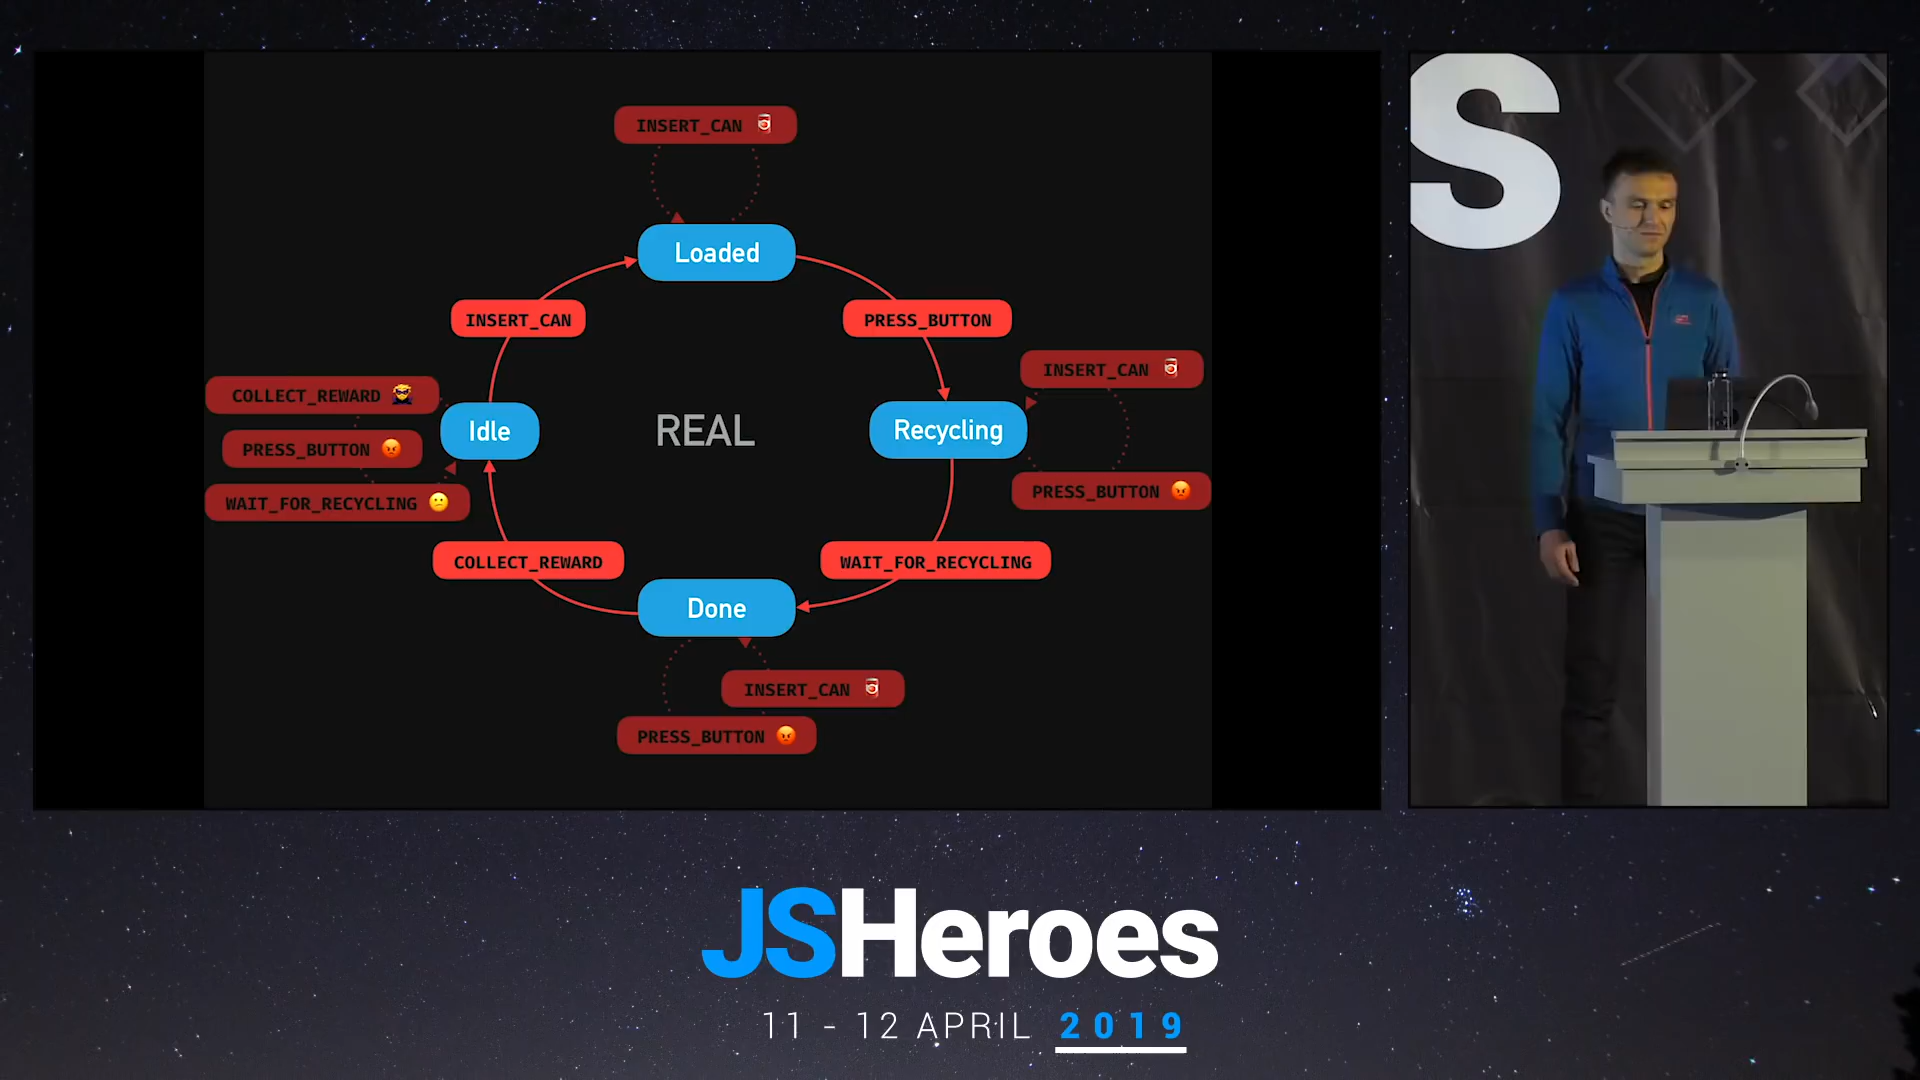 INSERT_CAN
Loaded
INSERT_CAN
PRESS_BUTTON
INSERT_CAN
COLLECT_REWARD
Idle
REAL
Recycling
PRESS_BUTTON
WAIT_FOR_RECYCLING
PRESS_BUTTON
COLLECT_REWARD
WAIT_FOR_RECYCLING
Done
INSERT_CAN
PRESS_BUTTON
S
JSHeroes
11 - 12 APRIL 2019